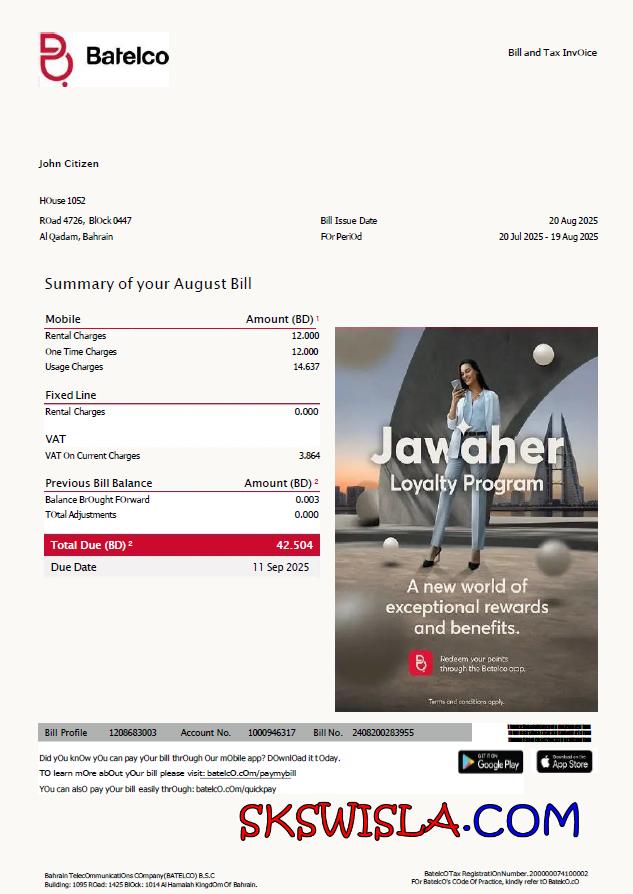 Batelco
Bill and Tax InvOice
John Citizen
HOuse 1052
ROad 4726, BlOck 0447
Al Qadam, Bahrain
Bill Issue Date 20 Aug 2025
FOr PeriOd 20 Jul 2025 - 19 Aug 2025
Summary of your August Bill
Mobile Amount (BD) 1
Rental Charges 12.000
One Time Charges 12.000
Usage Charges 14.637
Fixed Line
Rental Charges 0.000
VAT
VAT On Current Charges 3.864
Previous Bill Balance Amount (BD) 2
Balance BrOught FOrward 0.003
TOtal Adjustments 0.000
Total Due (BD) 2 42.504
Due Date 11 Sep 2025
Jawaher
Loyalty Program
A new world of
exceptional rewards
and benefits.
Redeem your points
through the Batelco app.
Terms and conditions apply.
Bill Profile 1208683003 Account No. 1000946317 Bill No. 2408200283955
Did yOu knOw yOu can pay yOur bill thrOugh Our mObile app? DOwnlOad it tOday.
TO learn mOre abOut yOur bill please visit: batelcO.cOm/paymybill
YOu can alsO pay your bill easily thrOugh: batelcO.cOm/quickpay
GET IT ON
Google Play
Download on the
App Store
SKSWISLA.COM
Bahrain TelecOmmunicatiOns COmpany (BATELCO) B.S.C
Building: 1095 ROad: 1425 BlOck: 1014 Al Hamalah KingdOm Of Bahrain.
BatelcO Tax RegistratiOn Number. 200000074100002
FOr BatelcO's COde Of Practice, kindly refer tO BatelcO.cO